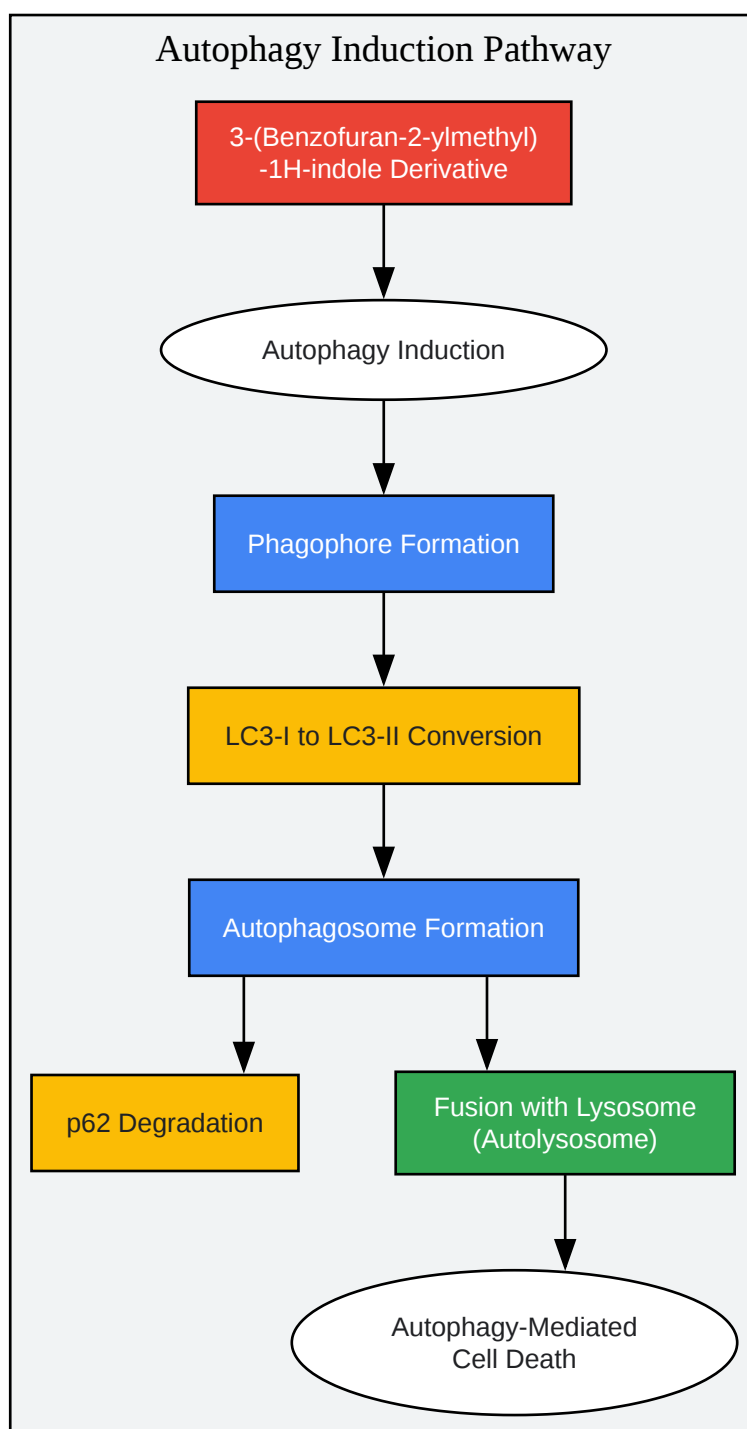 Autophagy Induction Pathway
3-(Benzofuran-2-ylmethyl)
-1H-indole Derivative
Autophagy Induction
Phagophore Formation
LC3-I to LC3-II Conversion
Autophagosome Formation
p62 Degradation
Fusion with Lysosome
(Autolysosome)
Autophagy-Mediated
Cell Death